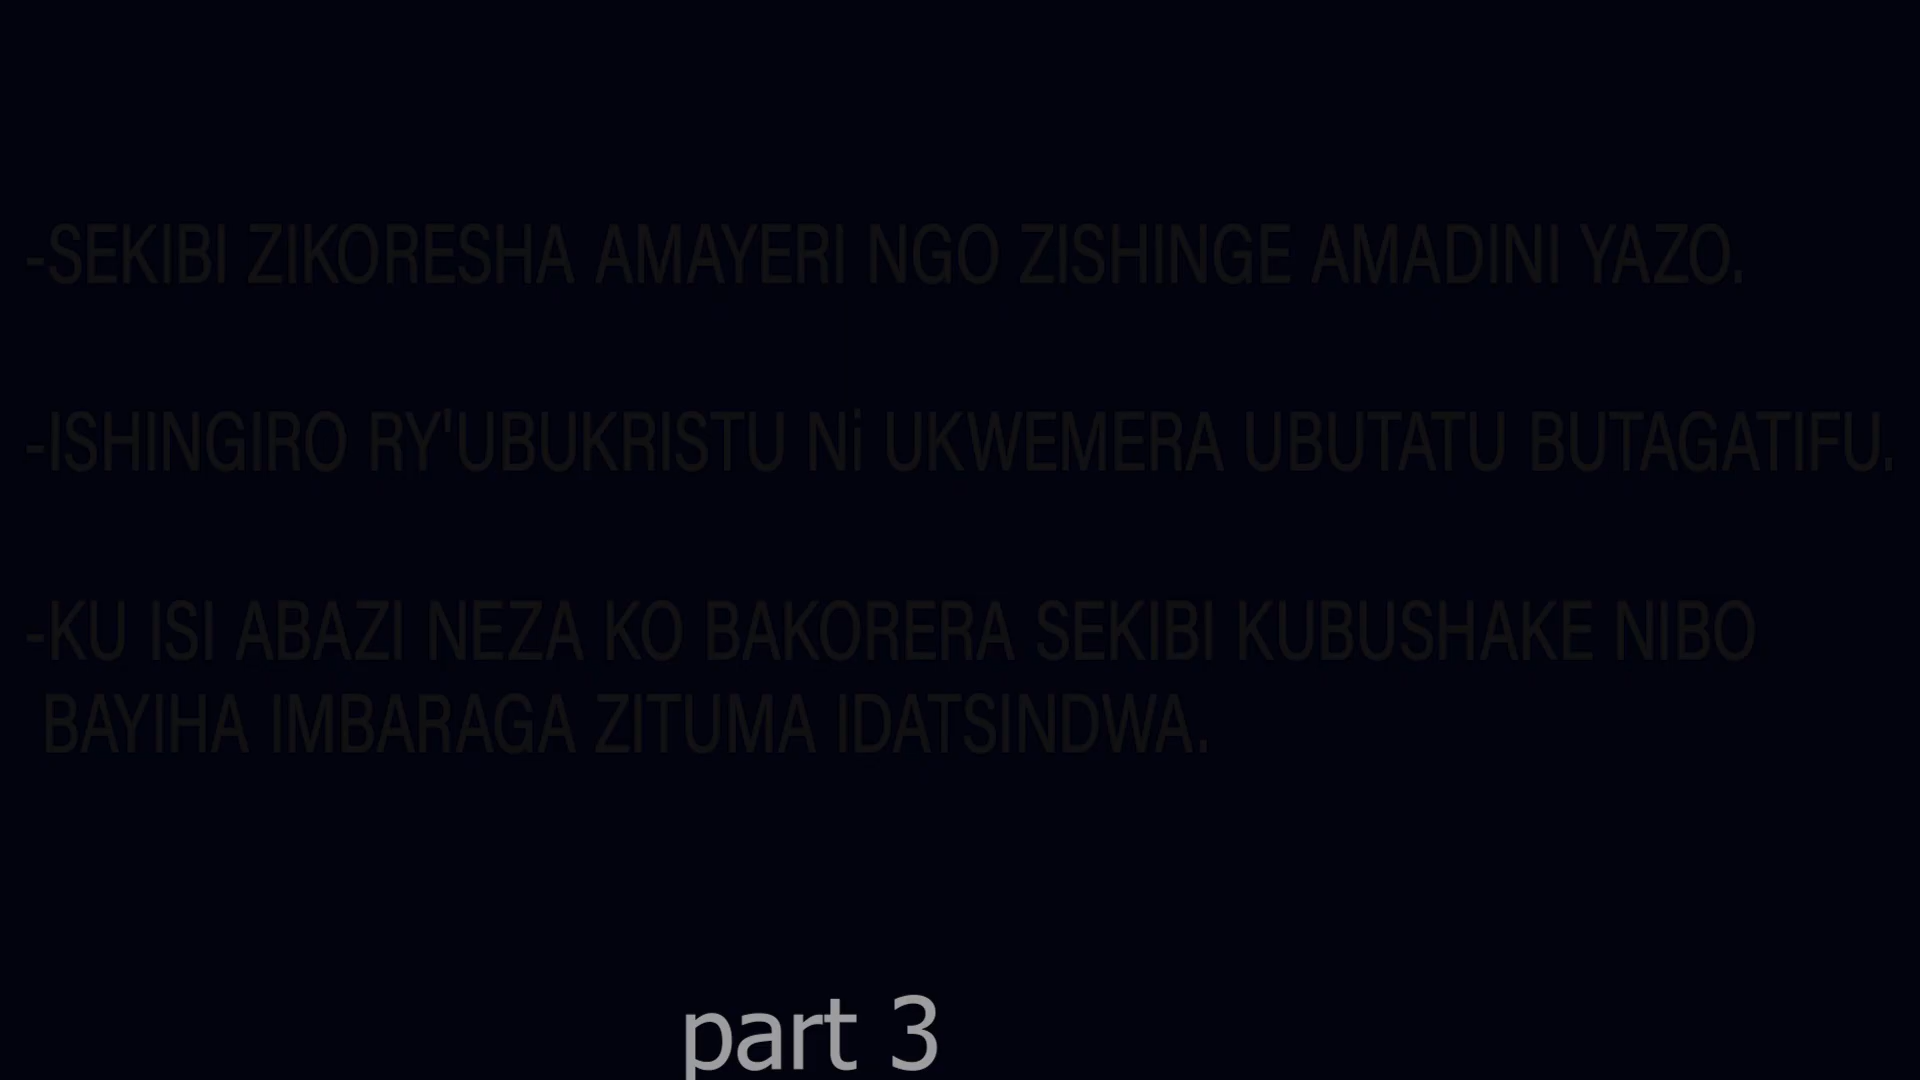 -SEKIBI ZIKORESHA AMAYERI NGO ZISHINGE AMADINI YAZO.
-ISHINGIRO RY'UBUKRISTU Ni UKWEMERA UBUTATU BUTAGATIFU.
-KU ISI ABAZI NEZA KO BAKORERA SEKIBI KUBUSHAKE NIBO
BAYIHA IMBARAGA ZITUMA IDATSINDWA.
part 3